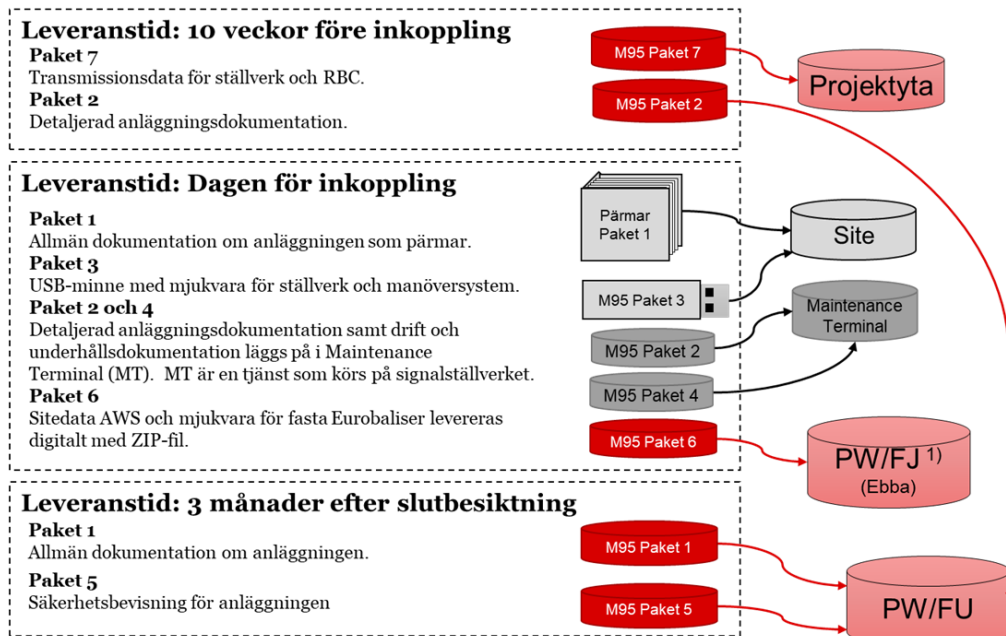 Leveranstid: 10 veckor före inkoppling
Paket 7
Transmissionsdata för ställverk och RBC.
Paket 2
Detaljerad anläggningsdokumentation.
M95 Paket 7
M95 Paket 2
Projektyta
Leveranstid: Dagen för inkoppling
Paket 1
Allmän dokumentation om anläggningen som pärmar.
Paket 3
USB-minne med mjukvara för ställverk och manöversystem.
Paket 2 och 4
Detaljerad anläggningsdokumentation samt drift och
underhållsdokumentation läggs på i Maintenance
Terminal (MT).  MT är en tjänst som körs på signalställverket.
Paket 6
Sitedata AWS och mjukvara för fasta Eurobaliser levereras
digitalt med ZIP-fil.
Pärmar
Paket 1
Site
M95 Paket 3
Maintenance
Terminal
M95 Paket 2
M95 Paket 4
M95 Paket 6
PW/FJ 1)
(Ebba)
Leveranstid: 3 månader efter slutbesiktning
Paket 1
Allmän dokumentation om anläggningen.
Paket 5
Säkerhetsbevisning för anläggningen
M95 Paket 1
M95 Paket 5
PW/FU